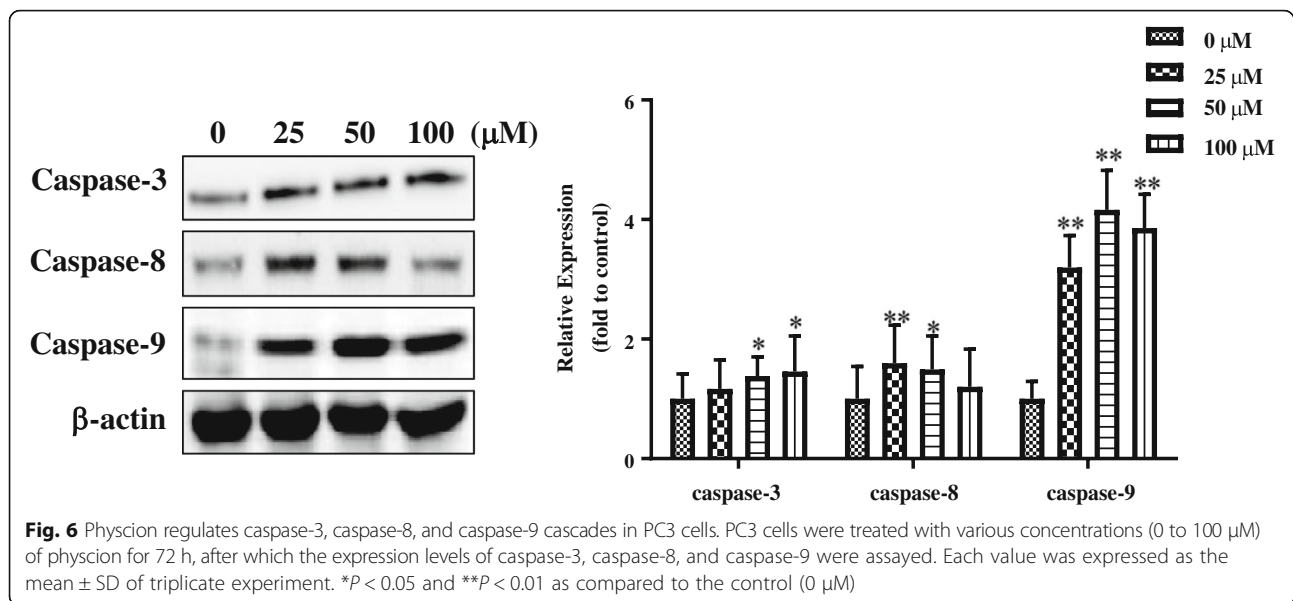 0 25 50 100 (μM)
Caspase-3
Caspase-8
Caspase-9
β-actin
0 μM
25 μM
50 μM
100 μM
Relative Expression
(fold to control)
6
4
2
0
* *
** *
** ** **
caspase-3 caspase-8 caspase-9
Fig. 6 Physcion regulates caspase-3, caspase-8, and caspase-9 cascades in PC3 cells. PC3 cells were treated with various concentrations (0 to 100 μM)
of physcion for 72 h, after which the expression levels of caspase-3, caspase-8, and caspase-9 were assayed. Each value was expressed as the
mean ± SD of triplicate experiment. *P < 0.05 and **P < 0.01 as compared to the control (0 μM)